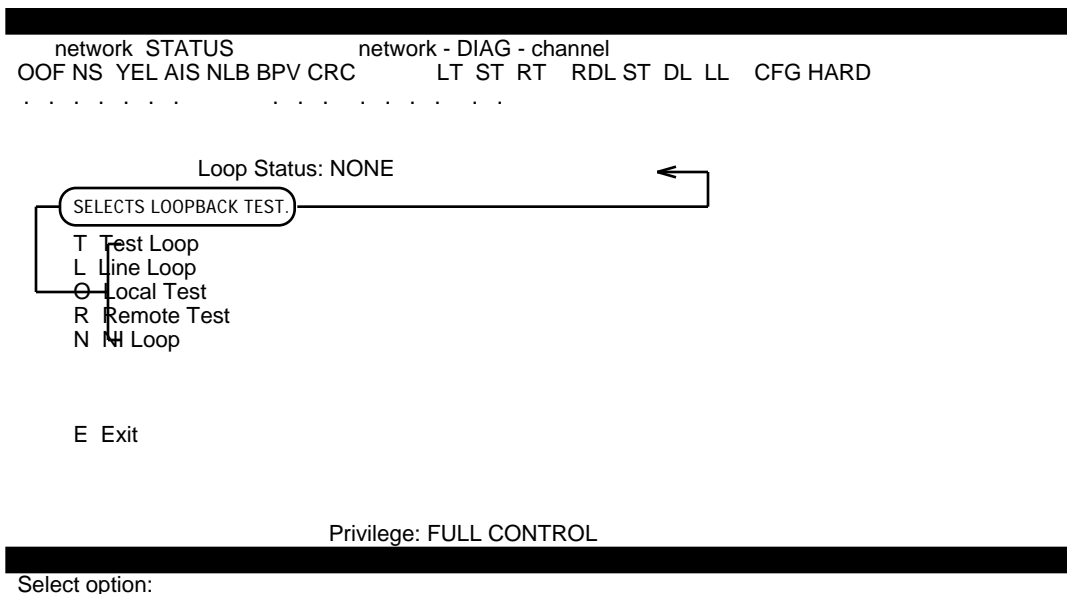 network STATUS network - DIAG - channel
OOF NS YEL AIS NLB BPV CRC LT ST RT RDL ST DL LL CFG HARD
. . . . . . . . . . . . . . . .
Loop Status: NONE
SELECTS LOOPBACK TEST.
T Test Loop
L Line Loop
O Local Test
R Remote Test
N NI Loop
E Exit
Privilege: FULL CONTROL
Select option: